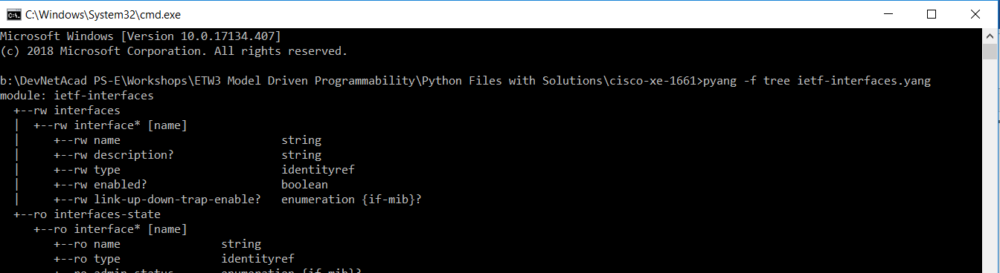 C:\Windows\System32\cmd.exe
Microsoft Windows [Version 10.0.17134.407]
(c) 2018 Microsoft Corporation. All rights reserved.
b:\DevNetAcad PS-E\Workshops\ETW3 Model Driven Programmability\Python Files with Solutions\cisco-xe-1661>pyang -f tree ietf-interfaces.yang
module: ietf-interfaces
  +--rw interfaces
  |  +--rw interface* [name]
  |     +--rw name                        string
  |     +--rw description?                string
  |     +--rw type                        identityref
  |     +--rw enabled?                    boolean
  |     +--rw link-up-down-trap-enable?   enumeration {if-mib}?
  +--ro interfaces-state
     +--ro interface* [name]
        +--ro name               string
        +--ro type               identityref
        +--ro admin-status       enumeration {if-mib}?